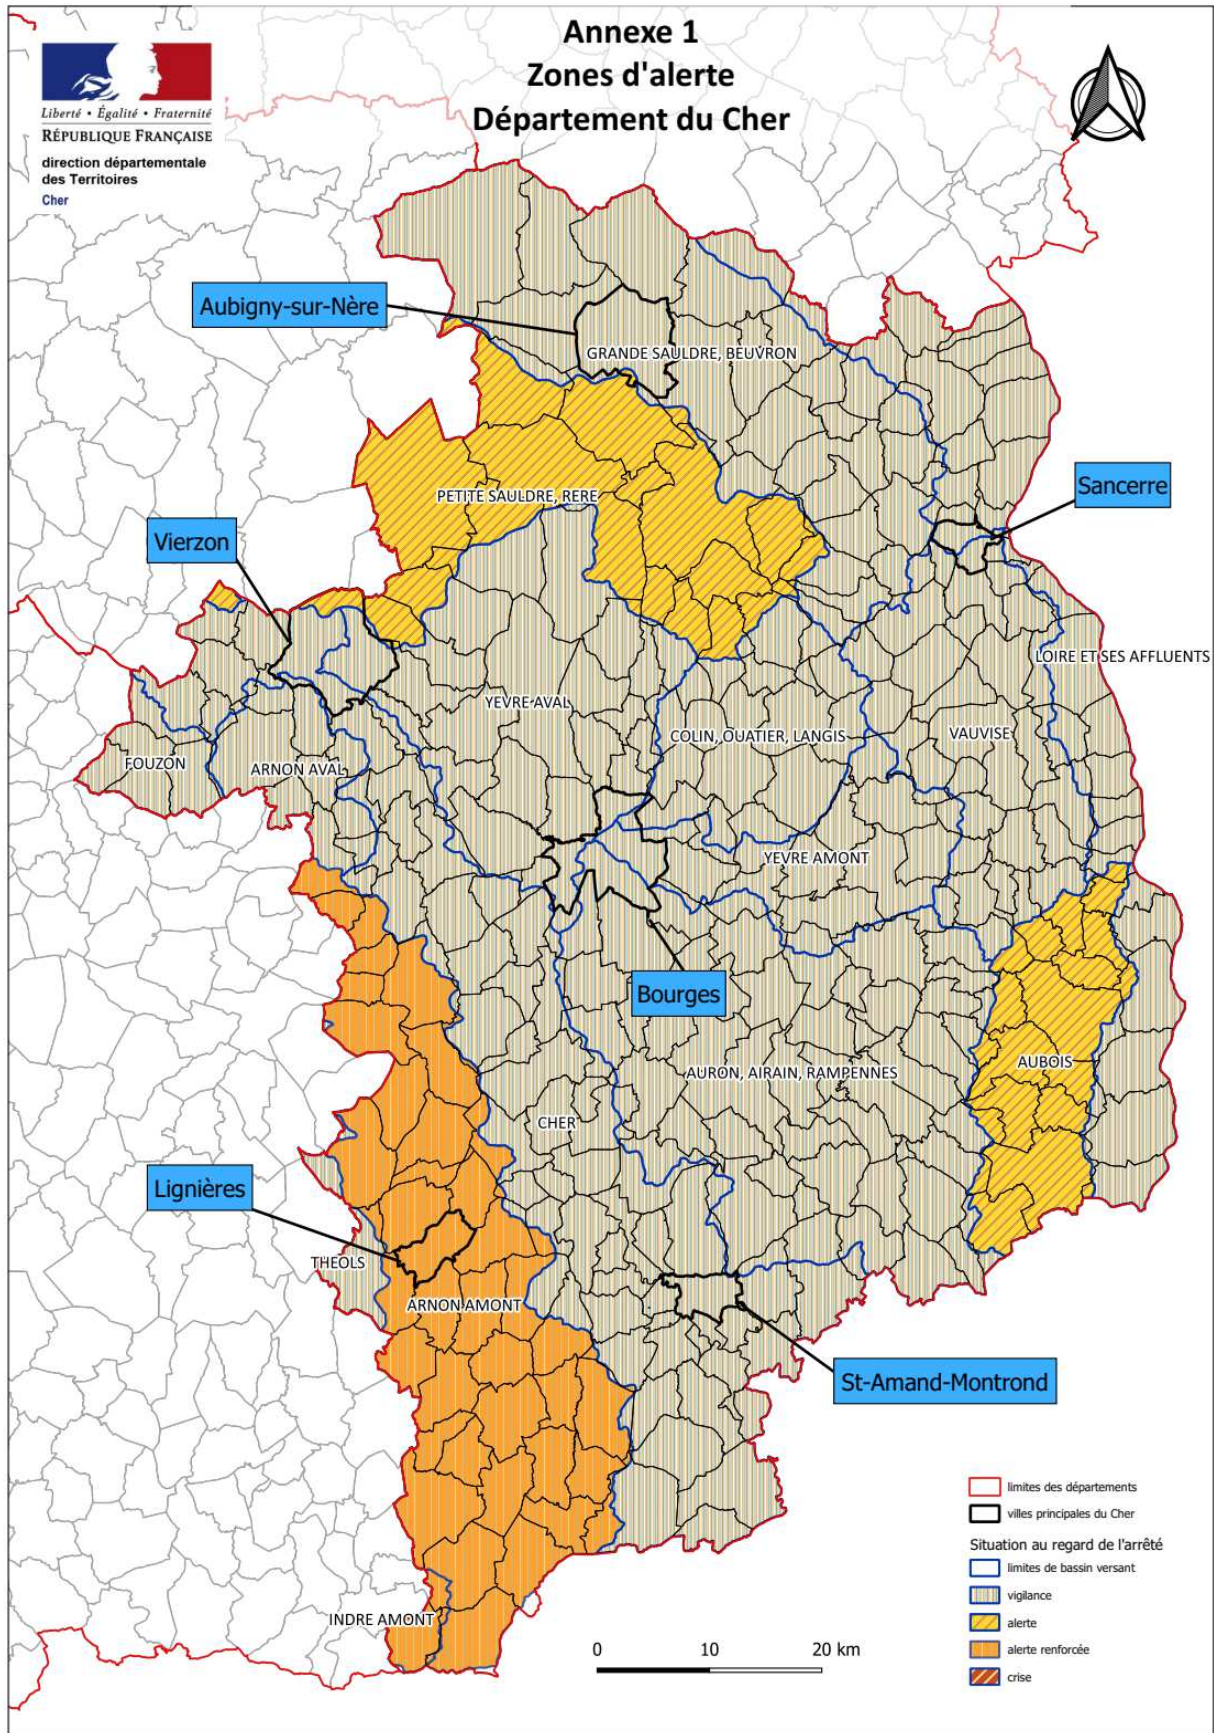 Annexe 1
Zones d'alerte
Département du Cher
Liberté • Égalité • Fraternité
RÉPUBLIQUE FRANÇAISE
direction départementale
des Territoires
Cher
Aubigny-sur-Nère
GRANDE SAULDRE, BEUVRON
Sancerre
PETITE SAULDRE, RERE
Vierzon
LOIRE ET SES AFFLUENTS
YEVRE AVAL
COLIN, OUATIER, LANGIS
VAUVISE
FOUZON
ARNON AVAL
YEVRE AMONT
Bourges
AUBOIS
AURON, AIRAIN, RAMPENNES
CHER
Lignières
THEOLS
ARNON AMONT
St-Amand-Montrond
INDRE AMONT
limites des départements
villes principales du Cher
Situation au regard de l'arrêté
limites de bassin versant
vigilance
alerte
alerte renforcée
crise
0 10 20 km